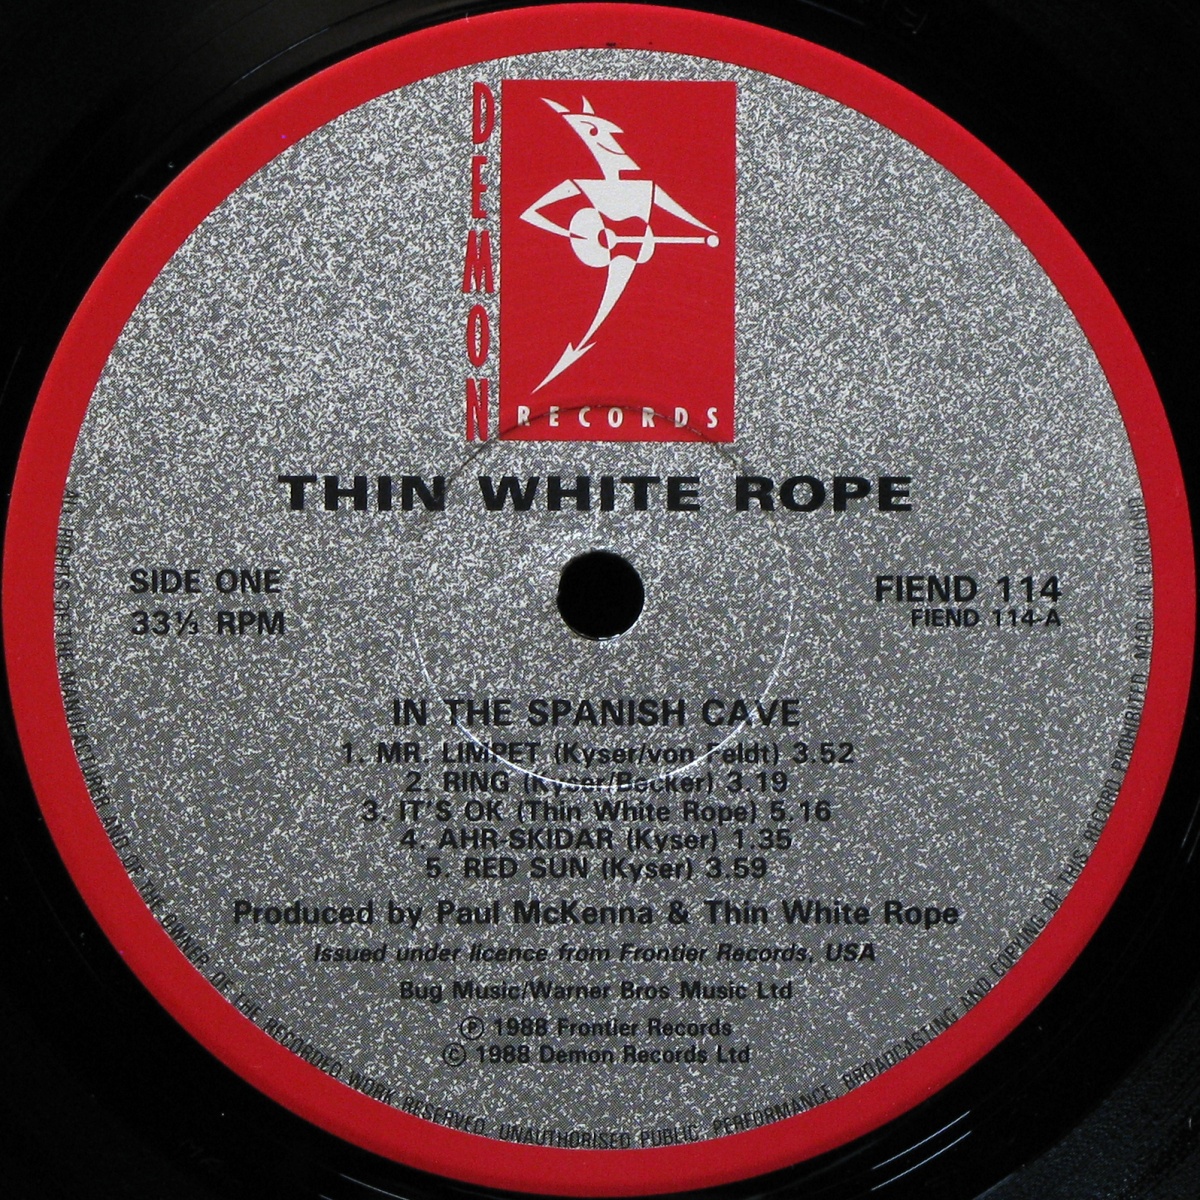 DEMON
RECORDS
THIN WHITE ROPE
SIDE ONE
33⅓ RPM
FIEND 114
FIEND 114-A
IN THE SPANISH CAVE
1. MR. LIMPET (Kyser/von Feldt) 3.52
2. RING (Kyser/Becker) 3.19
3. IT'S OK (Thin White Rope) 5.16
4. AHR-SKIDAR (Kyser) 1.35
5. RED SUN (Kyser) 3.59
Produced by Paul McKenna & Thin White Rope
Issued under licence from Frontier Records, USA
Bug Music/Warner Bros Music Ltd
Ⓟ 1988 Frontier Records
© 1988 Demon Records Ltd
ALL RIGHTS OF THE MANUFACTURER AND OF THE OWNER OF THE RECORDED WORK RESERVED. UNAUTHORISED PUBLIC PERFORMANCE, BROADCASTING AND COPYING OF THIS RECORD PROHIBITED. MADE IN ENGLAND